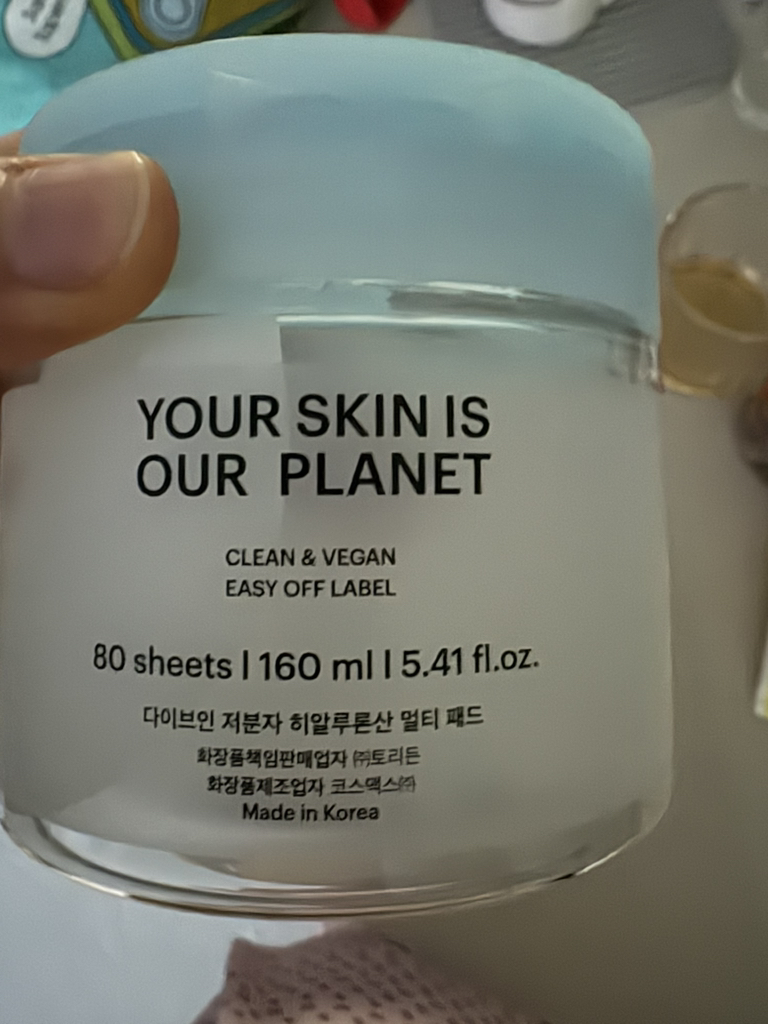 YOUR SKIN IS
OUR PLANET
CLEAN & VEGAN
EASY OFF LABEL
80 sheets | 160 ml | 5.41 fl.oz.
다이브인 저분자 히알루론산 멀티 패드
화장품책임판매업자 ㈜토리든
화장품제조업자 코스맥스㈜
Made in Korea